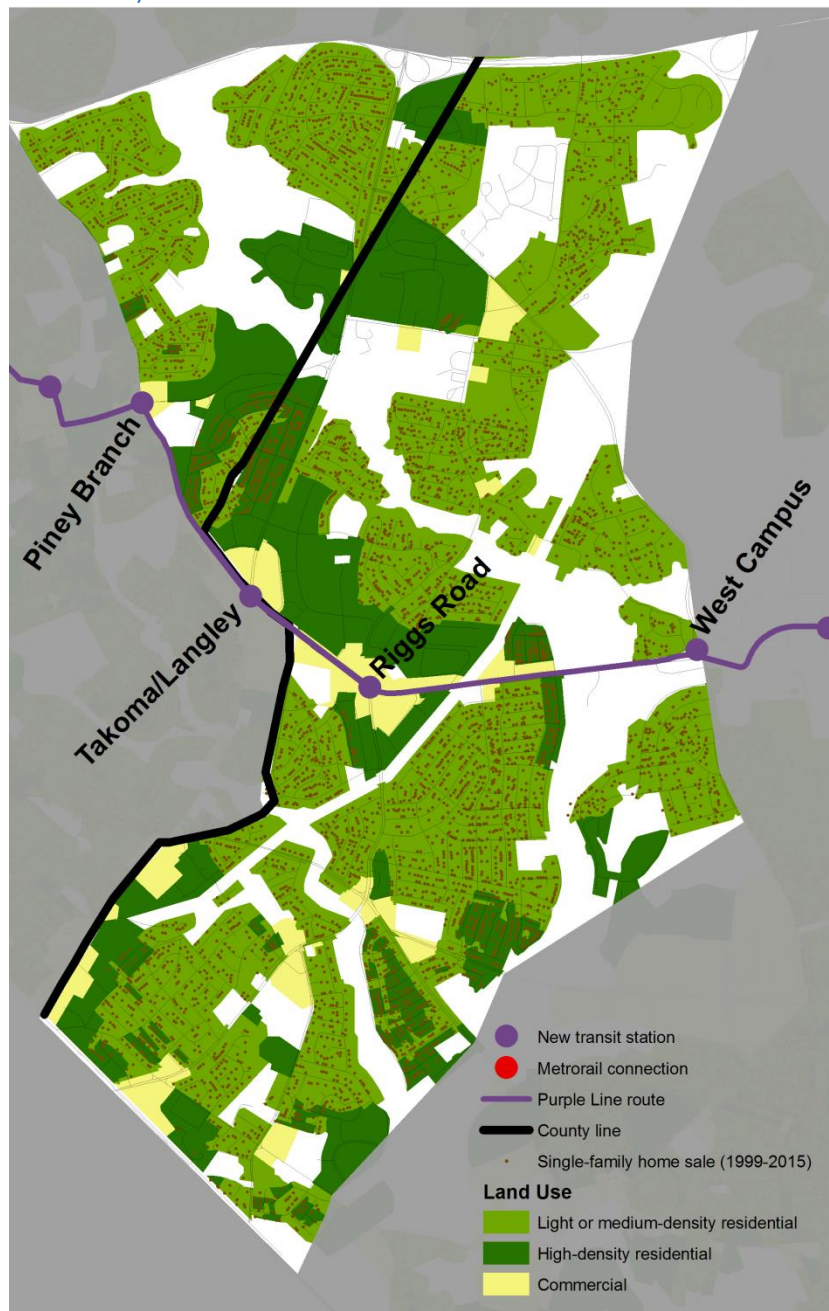 Piney Branch
Takoma/Langley
Riggs Road
West Campus
New transit station
Metrorail connection
Purple Line route
County line
Single-family home sale (1999-2015)
Land Use
Light or medium-density residential
High-density residential
Commercial